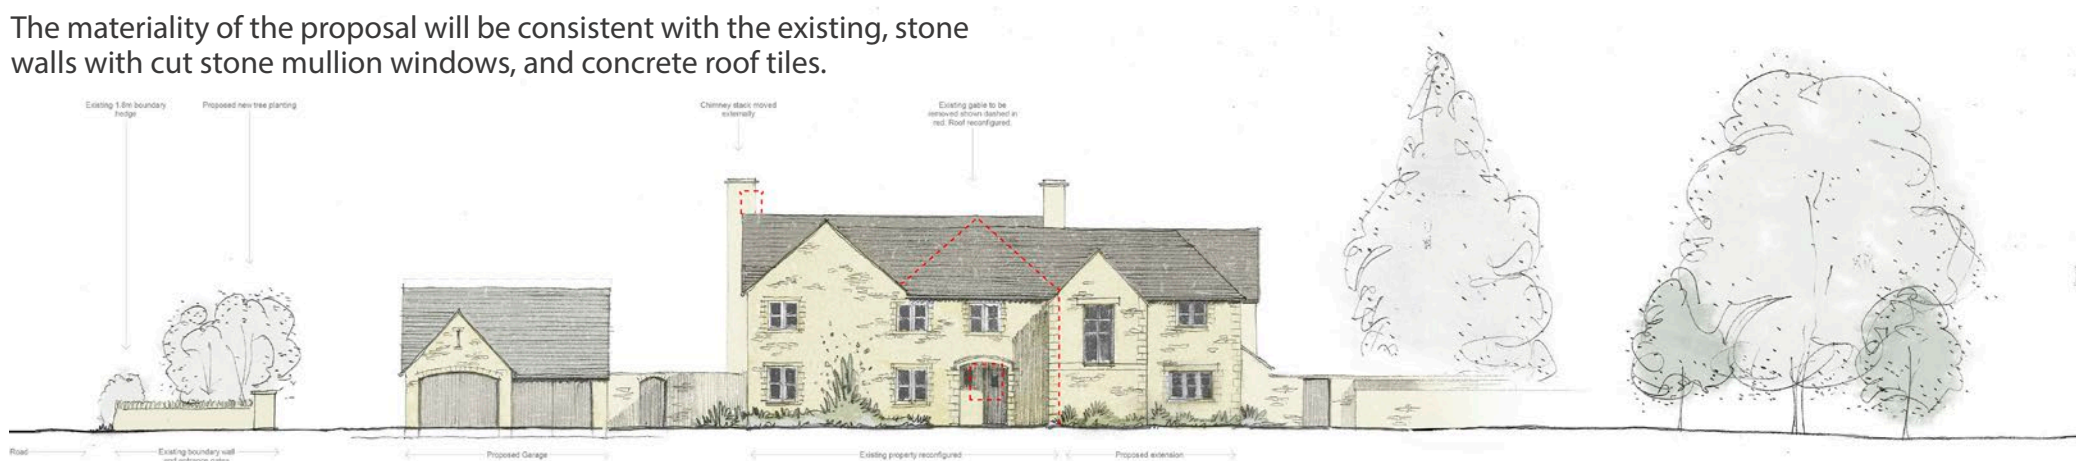 The materiality of the proposal will be consistent with the existing, stone
walls with cut stone mullion windows, and concrete roof tiles.
Existing 1.8m boundary
hedge
Proposed new tree planting
Chimney stack moved
externally
Existing gable to be
removed shown dashed in
red. Roof reconfigured.
Road
Existing boundary wall
and entrance gates
Proposed Garage
Existing property reconfigured
Proposed extension